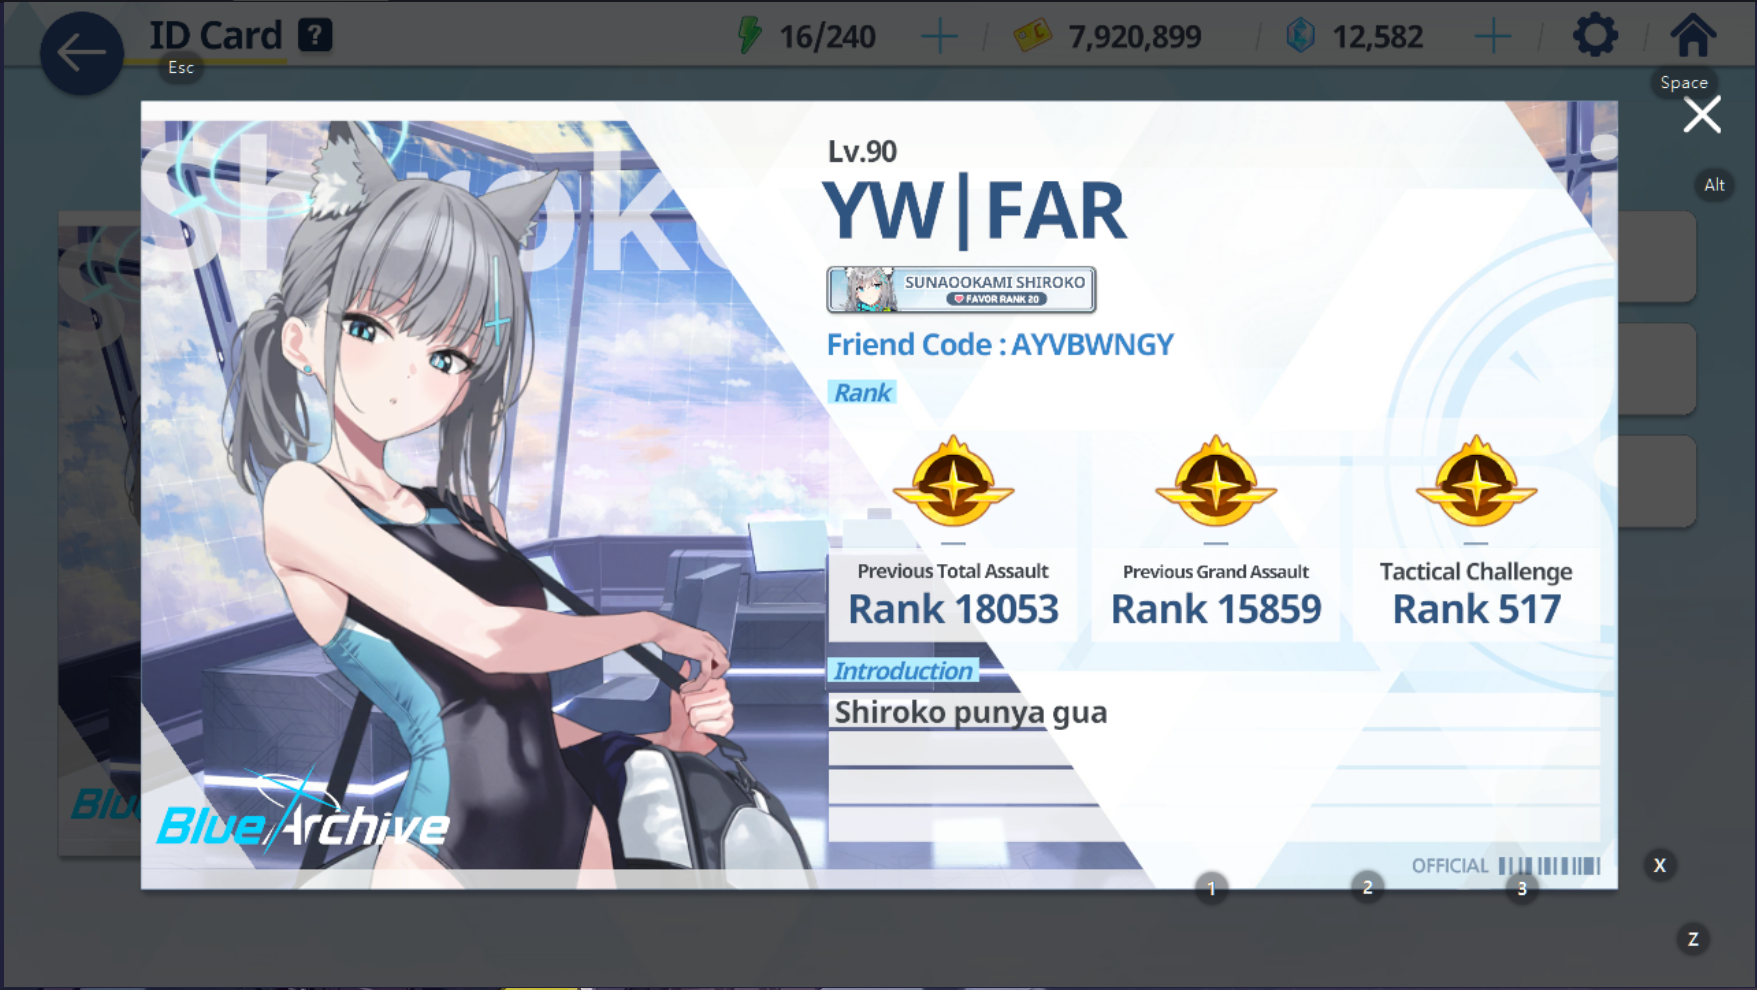 ID Card ?
16/240
7,920,899
12,582
Esc
Space
Alt
Shiroko
Lv.90
YW|FAR
SUNAOOKAMI SHIROKO
FAVOR RANK 20
Friend Code : AYVBWNGY
Rank
Previous Total Assault
Rank 18053
Previous Grand Assault
Rank 15859
Tactical Challenge
Rank 517
Introduction
Shiroko punya gua
Blue Archive
OFFICIAL
1
2
3
X
Z